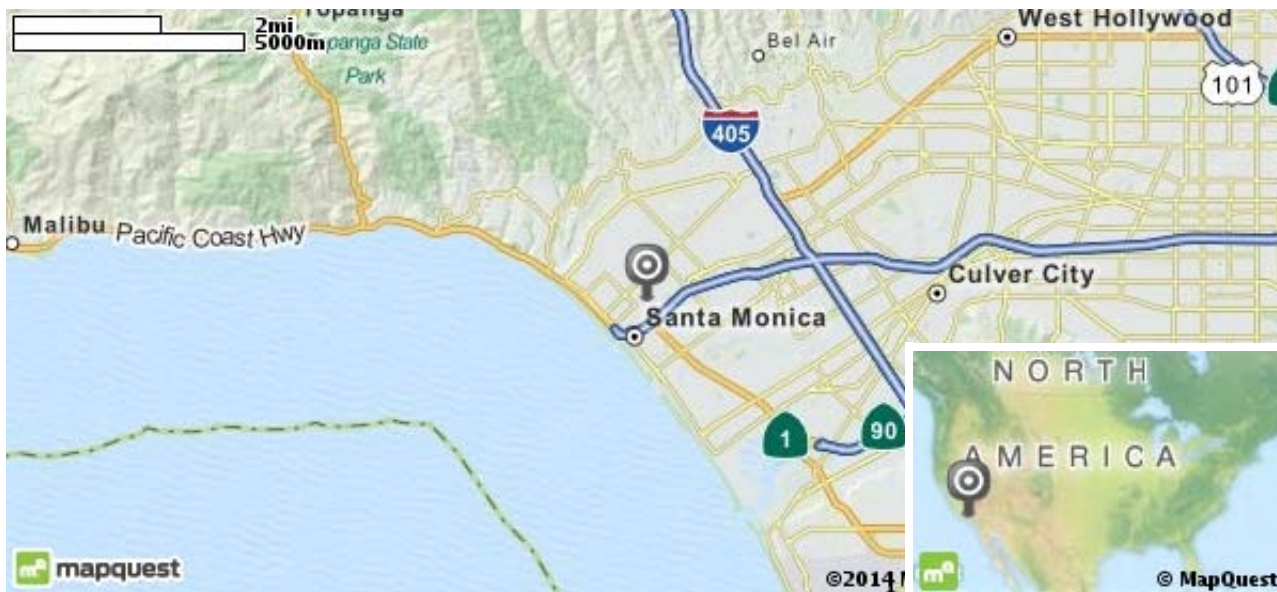 Topanga
2mi
5000m
Topanga State
Park
West Hollywood
Bel Air
101
405
Malibu
Pacific Coast Hwy
Culver City
Santa Monica
1
90
NORTH
AMERICA
mapquest
©2014
m
© MapQuest